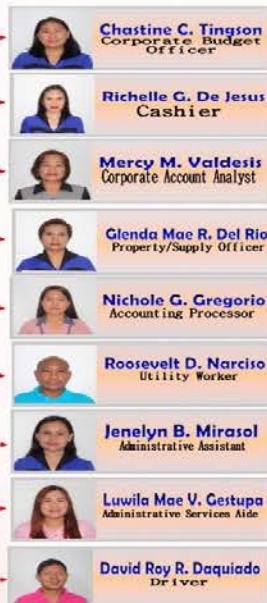 Chastine C. Tingson
Corporate Budget
Officer
Richelle G. De Jesus
Cashier
Mercy M. Valdesis
Corporate Account Analyst
Glenda Mae R. Del Rio
Property/Supply Officer
Nichole G. Gregorio
Accounting Processor
Roosevelt D. Narciso
Utility Worker
Jenelyn B. Mirasol
Administrative Assistant
Luwila Mae V. Gestupa
Administrative Services Aide
David Roy R. Daquiado
Driver